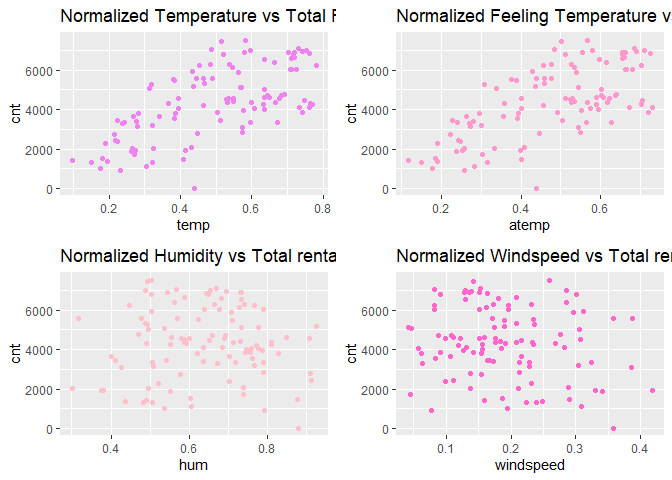 Normalized Temperature vs Total
6000
4000
2000
0
cnt
0.2 0.4 0.6 0.8
temp
Normalized Feeling Temperature v
6000
4000
2000
0
cnt
0.2 0.4 0.6
atemp
Normalized Humidity vs Total renta
6000
4000
2000
0
cnt
0.4 0.6 0.8
hum
Normalized Windspeed vs Total re
6000
4000
2000
0
cnt
0.1 0.2 0.3 0.4
windspeed